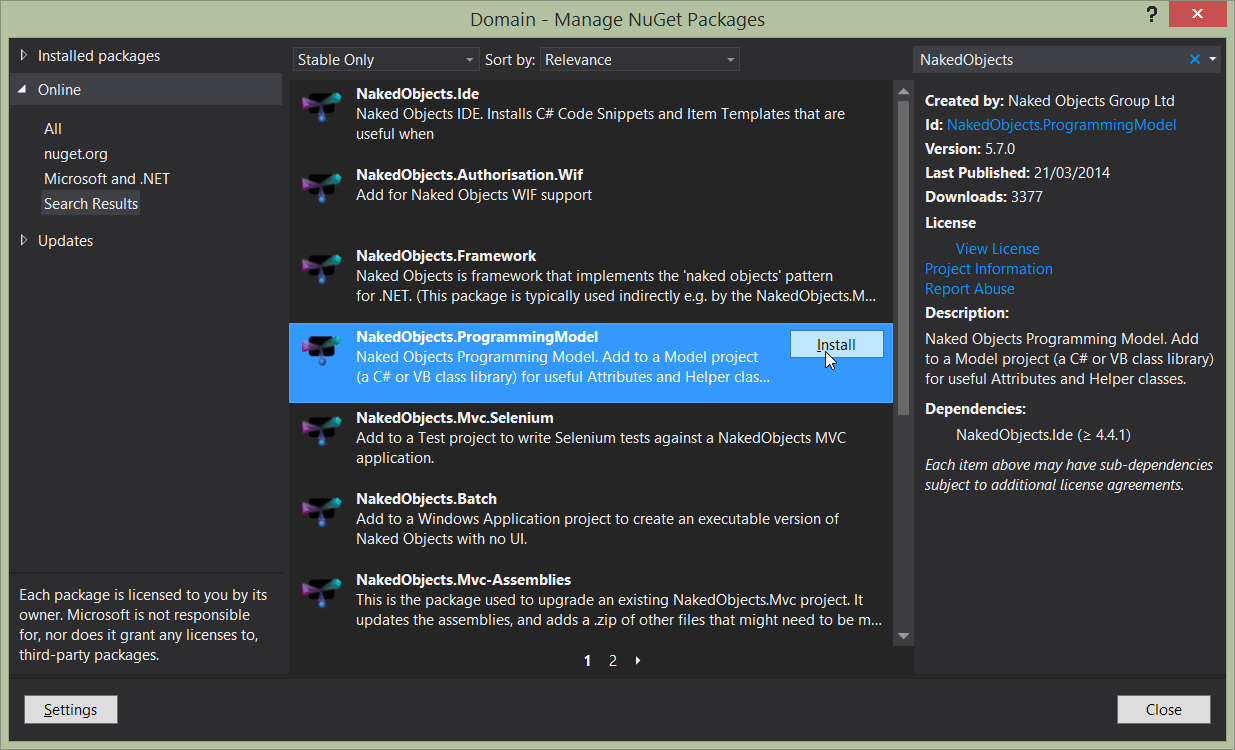 Domain - Manage NuGet Packages
?
Installed packages
Online
All
nuget.org
Microsoft and .NET
Search Results
Updates
Each package is licensed to you by its
owner. Microsoft is not responsible
for, nor does it grant any licenses to,
third-party packages.
Stable Only
Sort by: Relevance
NakedObjects.Ide
Naked Objects IDE. Installs C# Code Snippets and Item Templates that are
useful when
NakedObjects.Authorisation.Wif
Add for Naked Objects WIF support
NakedObjects.Framework
Naked Objects is framework that implements the 'naked objects' pattern
for .NET. (This package is typically used indirectly e.g. by the NakedObjects.M...
NakedObjects.ProgrammingModel
Naked Objects Programming Model. Add to a Model project
(a C# or VB class library) for useful Attributes and Helper clas...
Install
NakedObjects.Mvc.Selenium
Add to a Test project to write Selenium tests against a NakedObjects MVC
application.
NakedObjects.Batch
Add to a Windows Application project to create an executable version of
Naked Objects with no UI.
NakedObjects.Mvc-Assemblies
This is the package used to upgrade an existing NakedObjects.Mvc project. It
updates the assemblies, and adds a .zip of other files that might need to be m...
1 2
NakedObjects
Created by: Naked Objects Group Ltd
Id: NakedObjects.ProgrammingModel
Version: 5.7.0
Last Published: 21/03/2014
Downloads: 3377
License
View License
Project Information
Report Abuse
Description:
Naked Objects Programming Model. Add
to a Model project (a C# or VB class library)
for useful Attributes and Helper classes.
Dependencies:
NakedObjects.Ide (≥ 4.4.1)
Each item above may have sub-dependencies
subject to additional license agreements.
Settings
Close